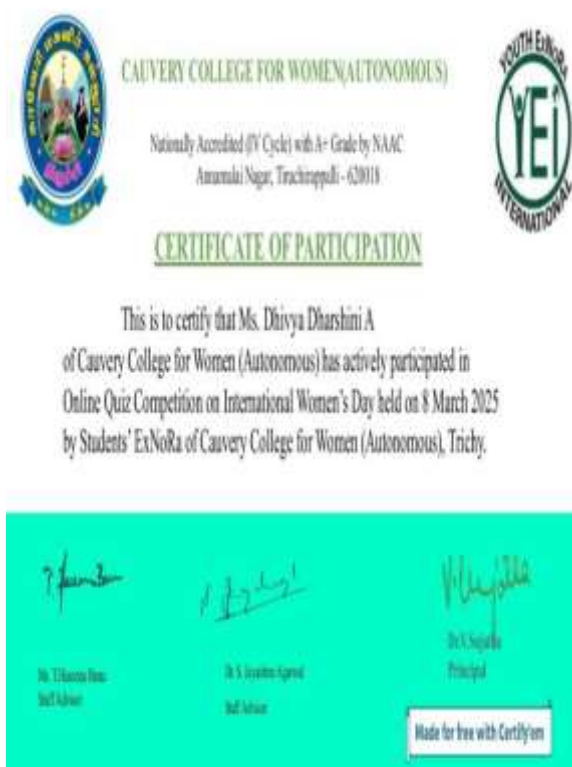 CAUVERY COLLEGE FOR WOMEN(AUTONOMOUS)
Nationally Accredited (IV Cycle) with A+ Grade by NAAC
Annamalai Nagar, Tiruchirappalli - 620018
YOUTH ExNoRa
YEi
INTERNATIONAL
CERTIFICATE OF PARTICIPATION
This is to certify that Ms. Dhivya Dharshini A
of Cauvery College for Women (Autonomous) has actively participated in
Online Quiz Competition on International Women's Day held on 8 March 2025
by Students' ExNoRa of Cauvery College for Women (Autonomous), Trichy.
Dr.V.Sujatha
Principal
Staff Advisor
Staff Advisor
Made for free with Certify'em